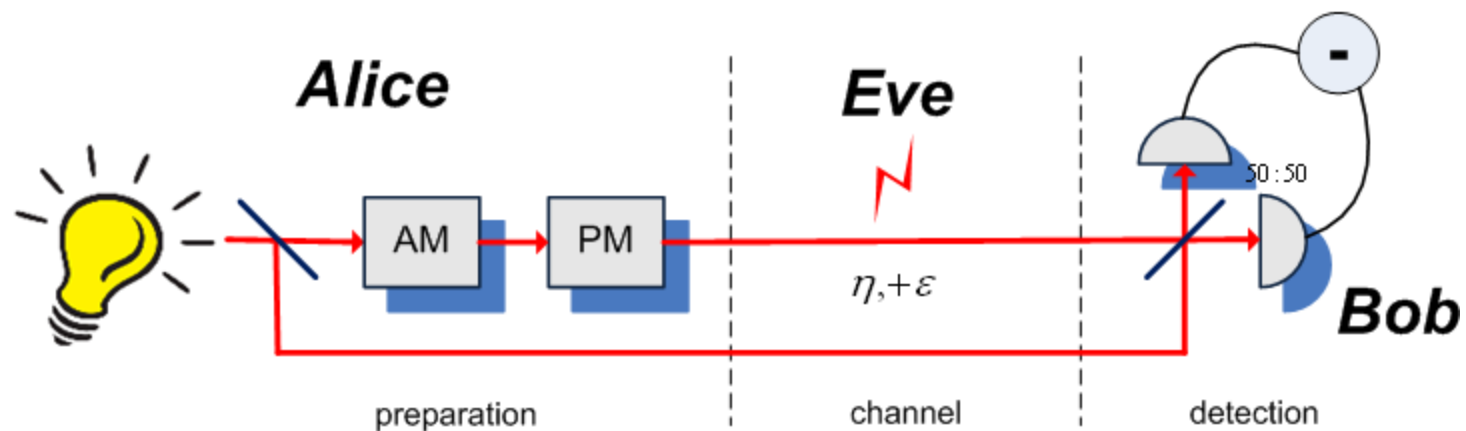 Alice
Eve
-
50:50
AM
PM
η,+ε
Bob
preparation
channel
detection